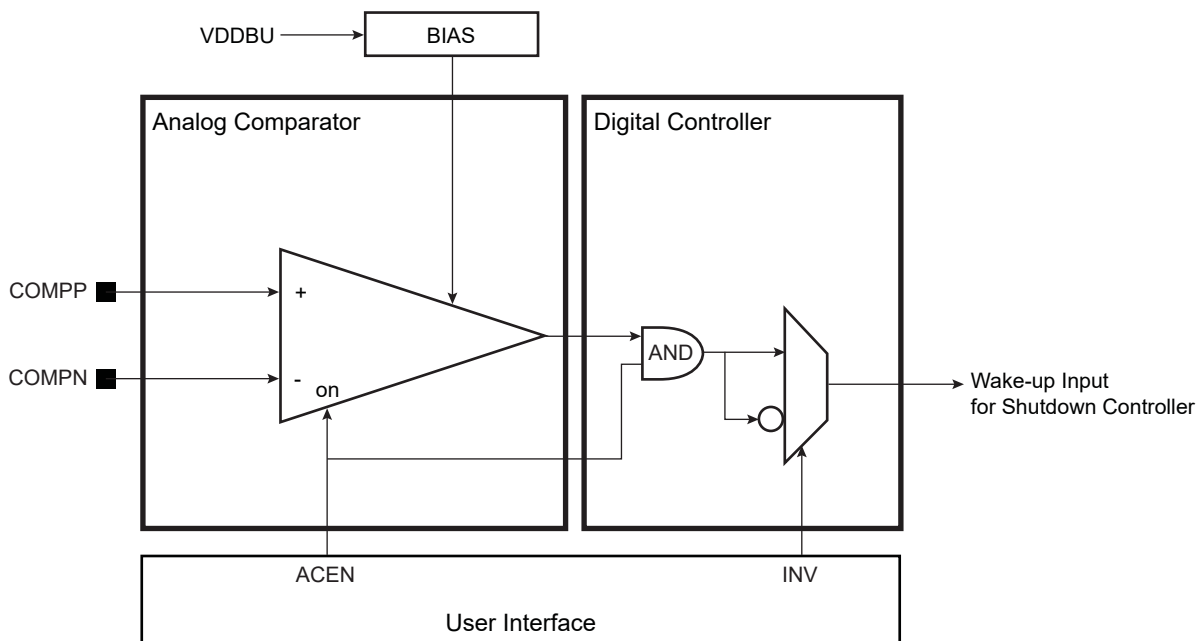 VDDBU
BIAS
Analog Comparator
Digital Controller
COMPP
+
AND
COMPN
-
on
Wake-up Input
for Shutdown Controller
ACEN
INV
User Interface